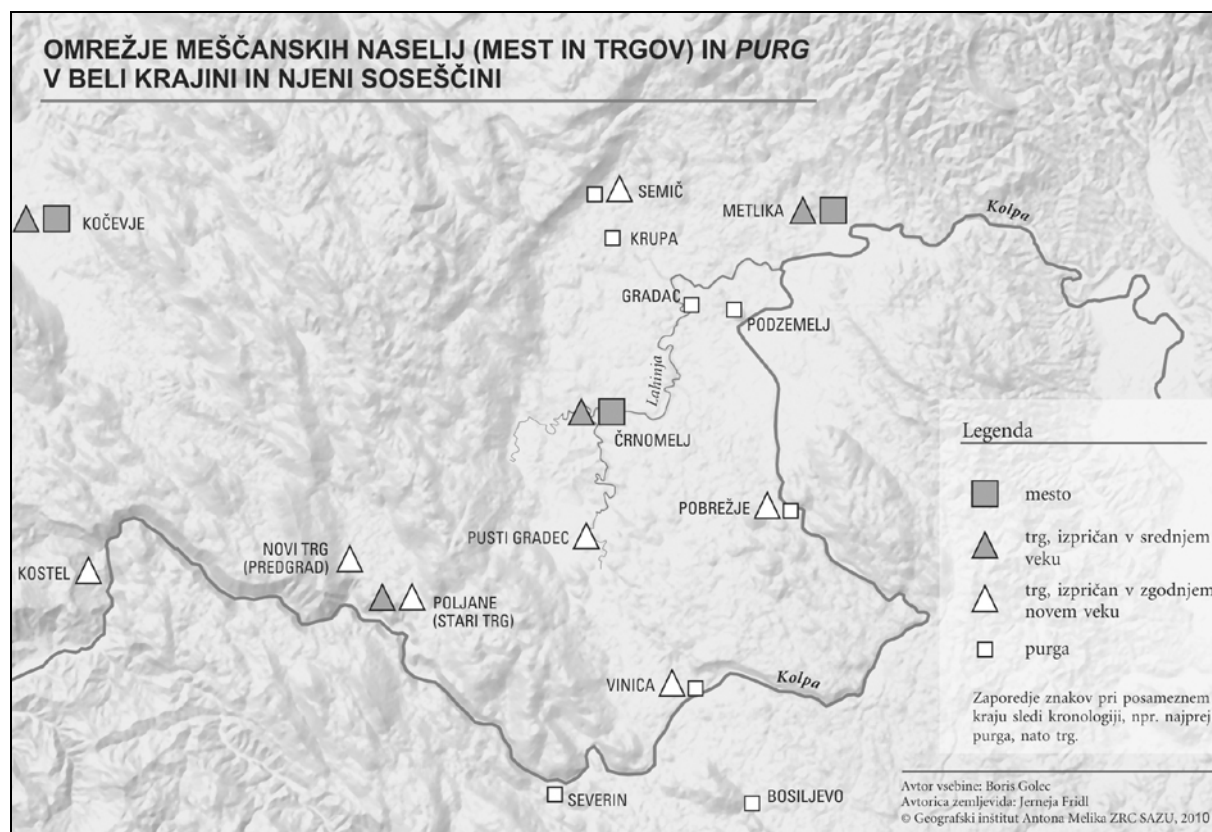 OMREŽJE MEŠČANSKIH NASELIJ (MEST IN TRGOV) IN PURG
V BELI KRAJINI IN NJENI SOSEŠČINI
KOČEVJE
SEMIČ
METLIKA
Kolpa
KRUPA
GRADAC
PODZEMELJ
Lahinja
ČRNOMELJ
POBREŽJE
PUSTI GRADEC
NOVI TRG
(PREDGRAD)
KOSTEL
POLJANE
(STARI TRG)
VINICA
Kolpa
SEVERIN
BOSILJEVO
Legenda
mesto
trg, izpričan v srednjem
veku
trg, izpričan v zgodnjem
novem veku
purga
Zaporedje znakov pri posameznem
kraju sledi kronologiji, npr. najprej
purga, nato trg.
Avtor vsebine: Boris Golec
Avtorica zemljevida: Jerneja Fridl
© Geografski inštitut Antona Melika ZRC SAZU, 2010